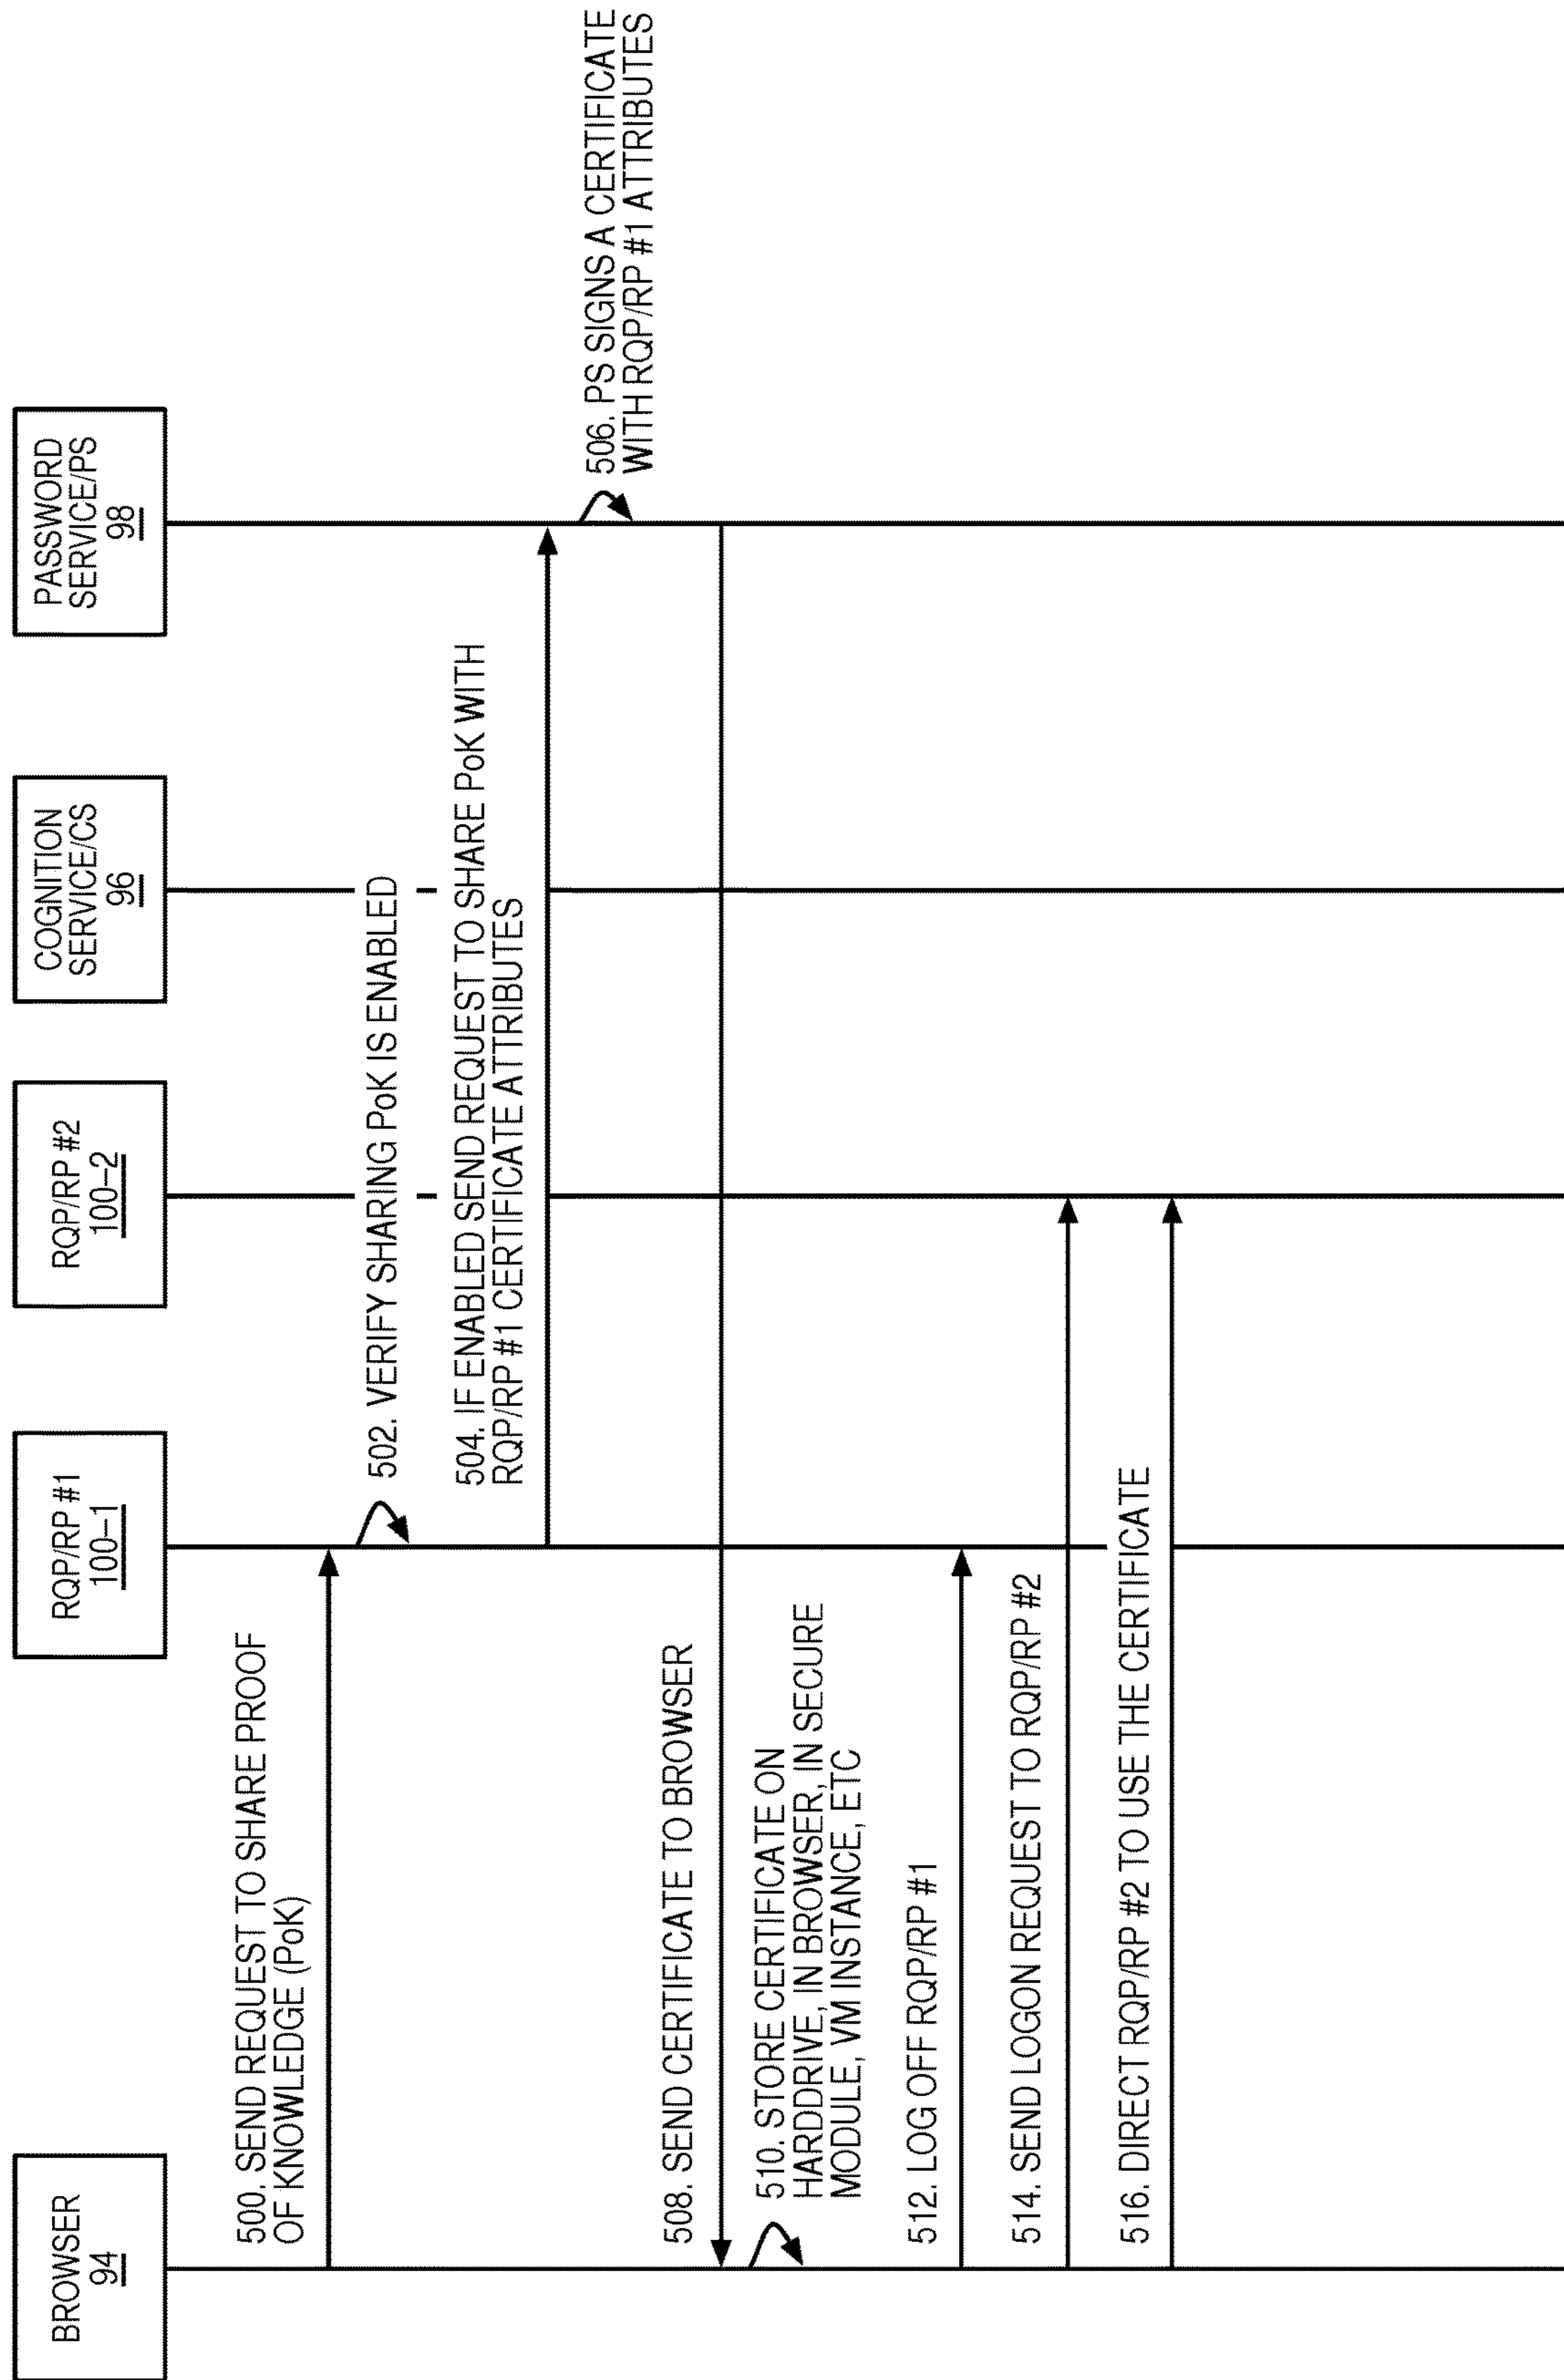 BROWSER
94
RQP/RP #1
100–1
RQP/RP #2
100–2
COGNITION
SERVICE/CS
96
PASSWORD
SERVICE/PS
98
500. SEND REQUEST TO SHARE PROOF
OF KNOWLEDGE (PoK)
502. VERIFY SHARING PoK IS ENABLED
504. IF ENABLED SEND REQUEST TO SHARE PoK WITH
RQP/RP #1 CERTIFICATE ATTRIBUTES
506. PS SIGNS A CERTIFICATE
WITH RQP/RP #1 ATTRIBUTES
508. SEND CERTIFICATE TO BROWSER
510. STORE CERTIFICATE ON
HARDDRIVE, IN BROWSER, IN SECURE
MODULE, VM INSTANCE, ETC
512. LOG OFF RQP/RP #1
514. SEND LOGON REQUEST TO RQP/RP #2
516. DIRECT RQP/RP #2 TO USE THE CERTIFICATE